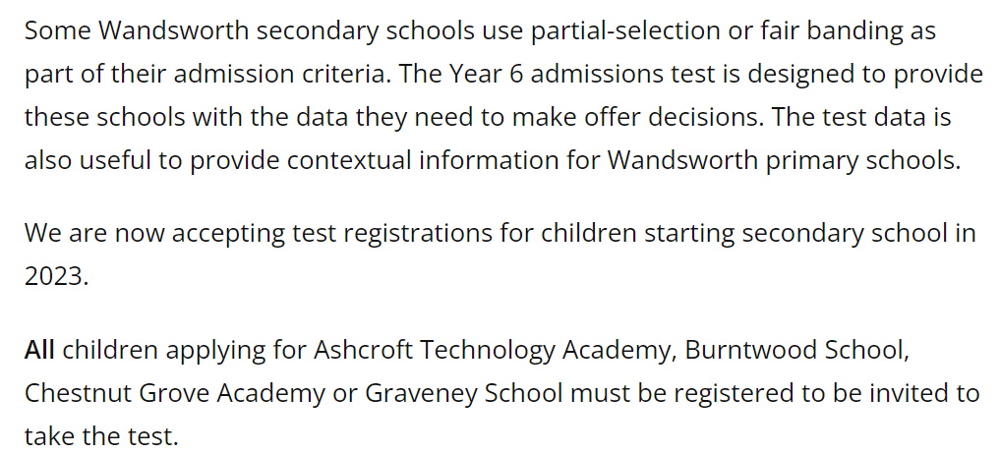 Some Wandsworth secondary schools use partial-selection or fair banding as
part of their admission criteria. The Year 6 admissions test is designed to provide
these schools with the data they need to make offer decisions. The test data is
also useful to provide contextual information for Wandsworth primary schools.
We are now accepting test registrations for children starting secondary school in
2023.
All children applying for Ashcroft Technology Academy, Burntwood School,
Chestnut Grove Academy or Graveney School must be registered to be invited to
take the test.